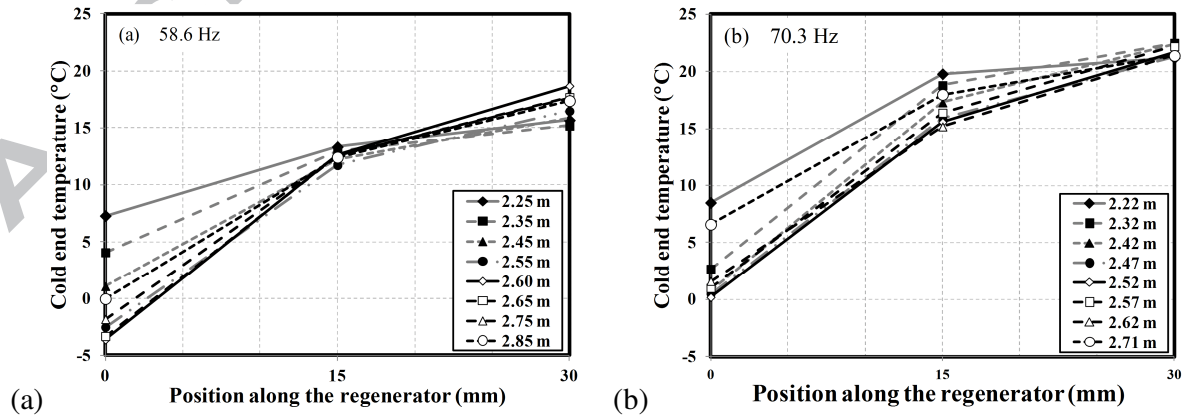 (a) 58.6 Hz
Cold end temperature (°C)
25
20
15
10
5
0
-5
2.25 m
2.35 m
2.45 m
2.55 m
2.60 m
2.65 m
2.75 m
2.85 m
0
15
30
Position along the regenerator (mm)
(a)
(b) 70.3 Hz
Cold end temperature (°C)
25
20
15
10
5
0
-5
2.22 m
2.32 m
2.42 m
2.47 m
2.52 m
2.57 m
2.62 m
2.71 m
0
15
30
Position along the regenerator (mm)
(b)